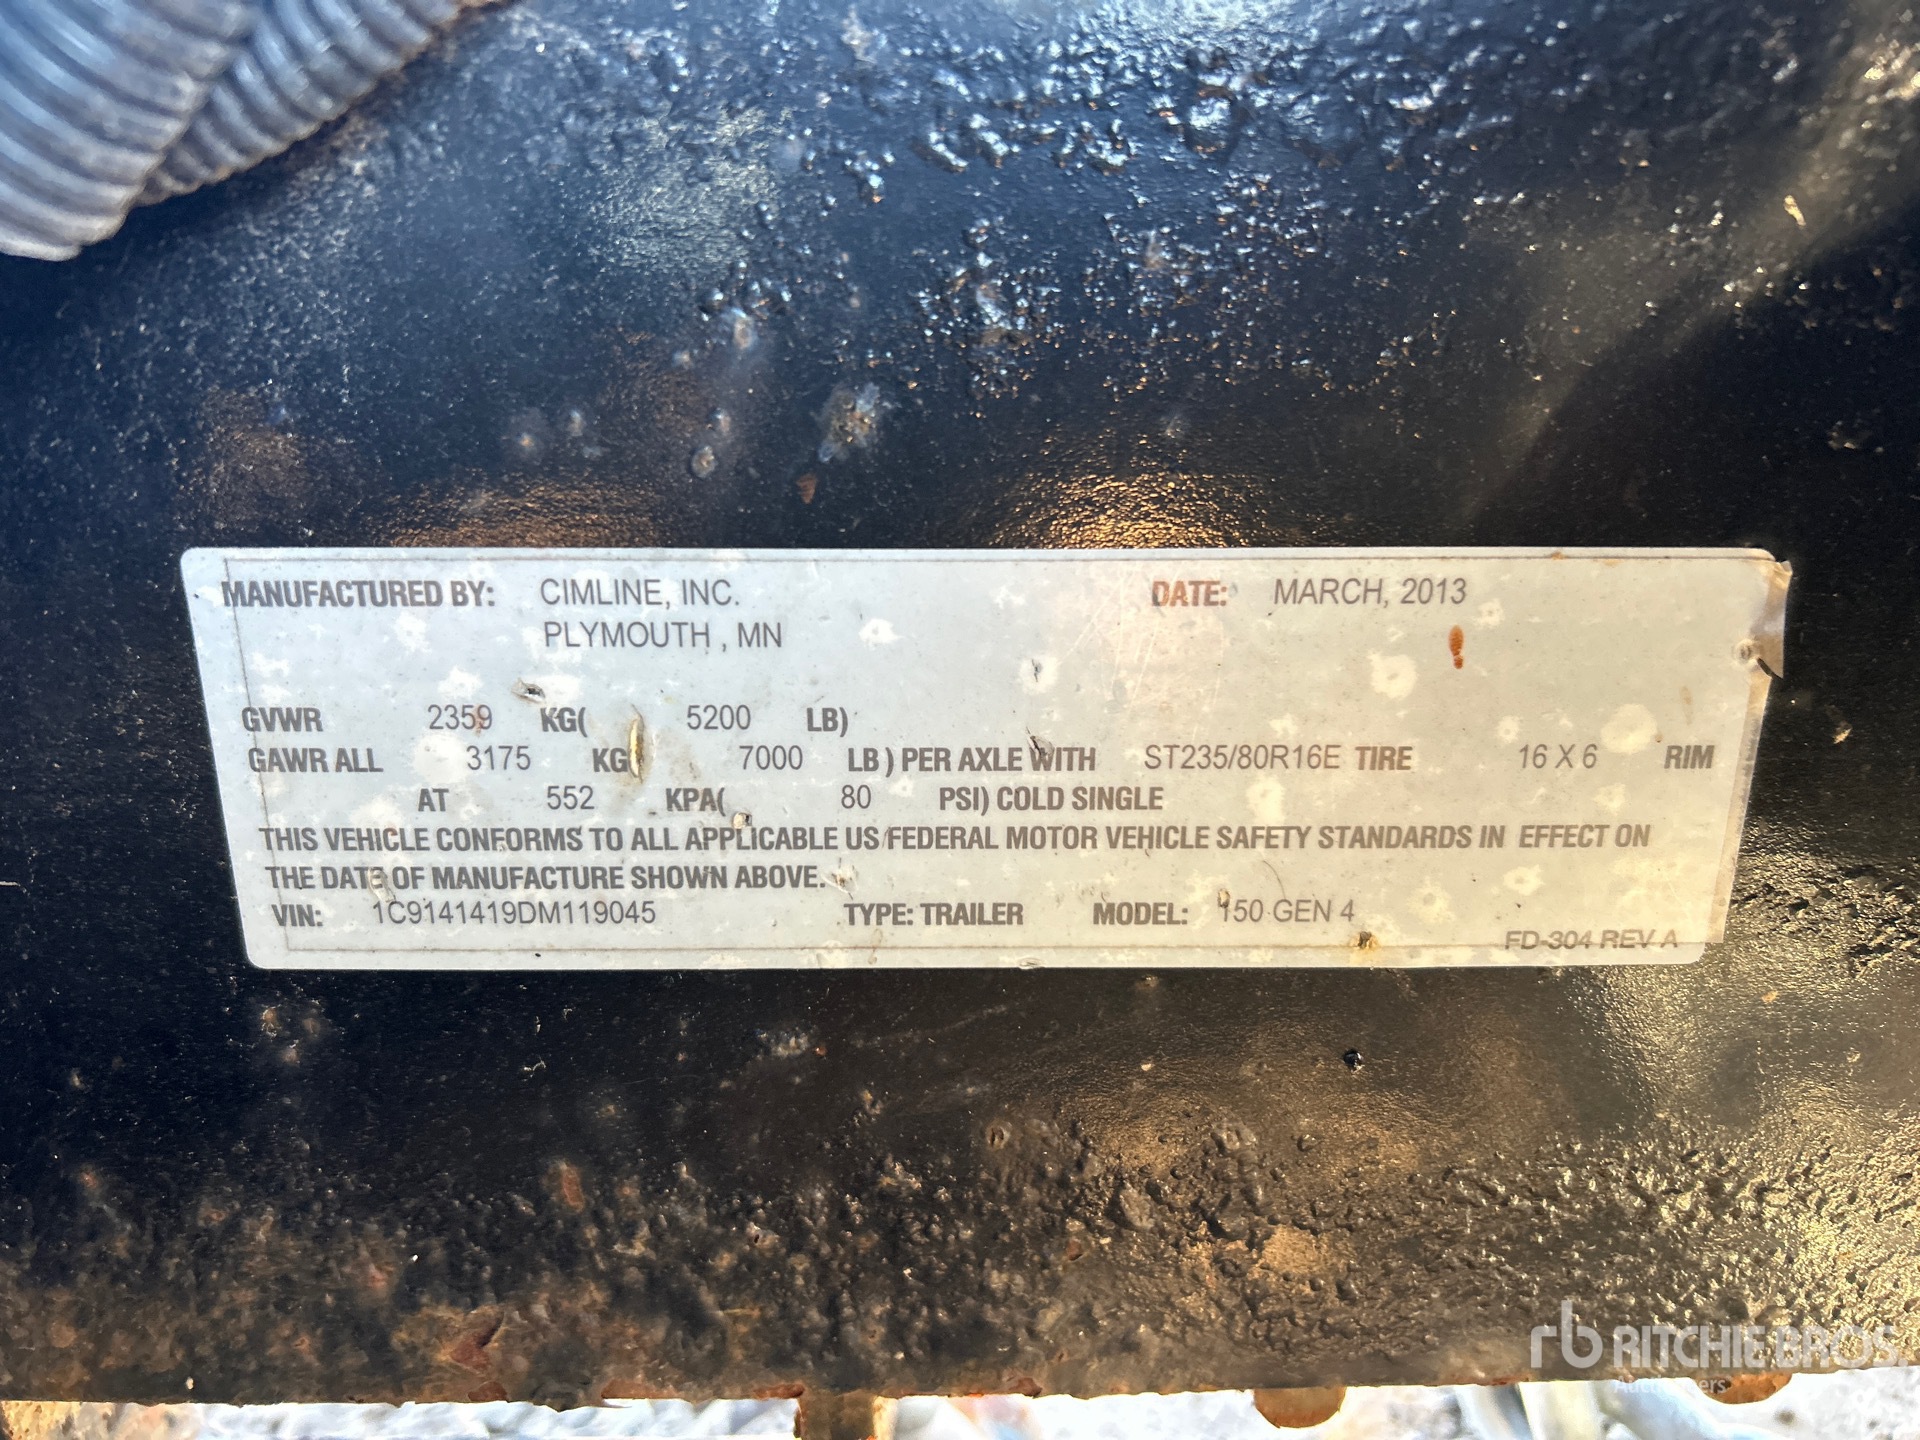 MANUFACTURED BY: CIMLINE, INC. DATE: MARCH, 2013
PLYMOUTH , MN
GVWR 2359 KG( 5200 LB)
GAWR ALL 3175 KG( 7000 LB ) PER AXLE WITH ST235/80R16E TIRE 16 X 6 RIM
AT 552 KPA( 80 PSI) COLD SINGLE
THIS VEHICLE CONFORMS TO ALL APPLICABLE US FEDERAL MOTOR VEHICLE SAFETY STANDARDS IN EFFECT ON
THE DATE OF MANUFACTURE SHOWN ABOVE.
VIN: 1C9141419DM119045 TYPE: TRAILER MODEL: 150 GEN 4
FD-304 REV A
rb RITCHIE BROS.
Auctioneers